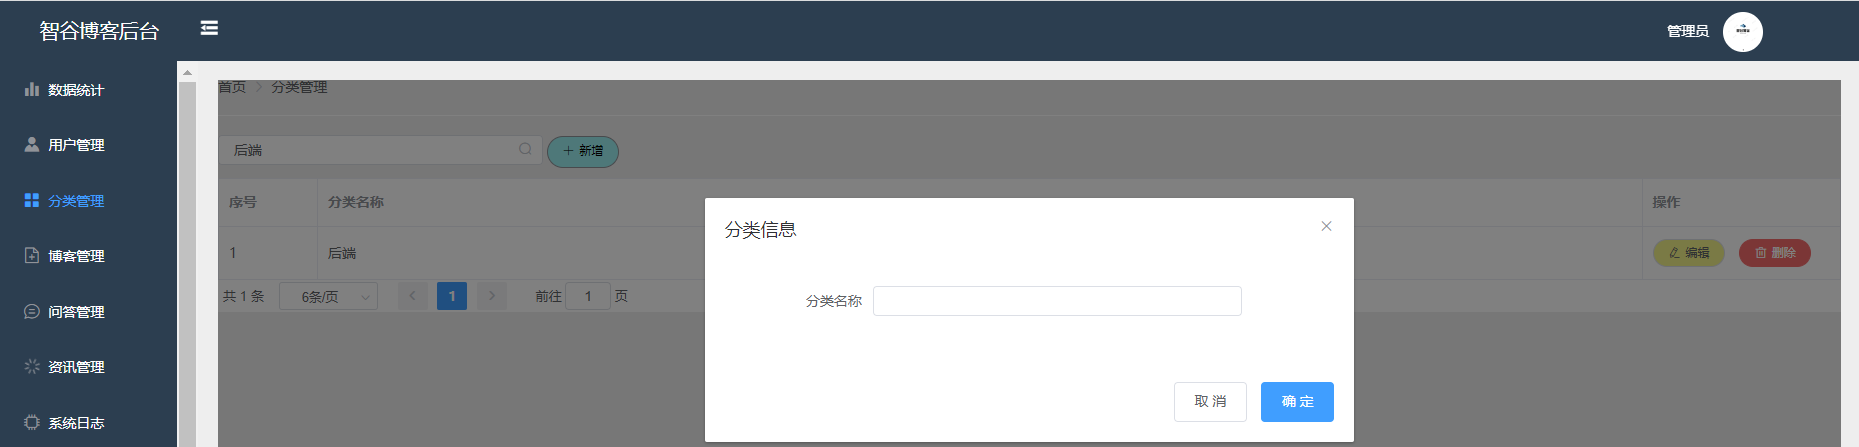 智谷博客后台
管理员
数据统计
用户管理
分类管理
博客管理
问答管理
资讯管理
系统日志
首页 > 分类管理
后端
+ 新增
序号 分类名称 操作
1 后端 编辑 删除
共 1 条 6条/页 < 1 > 前往 1 页
分类信息
分类名称
取 消 确 定